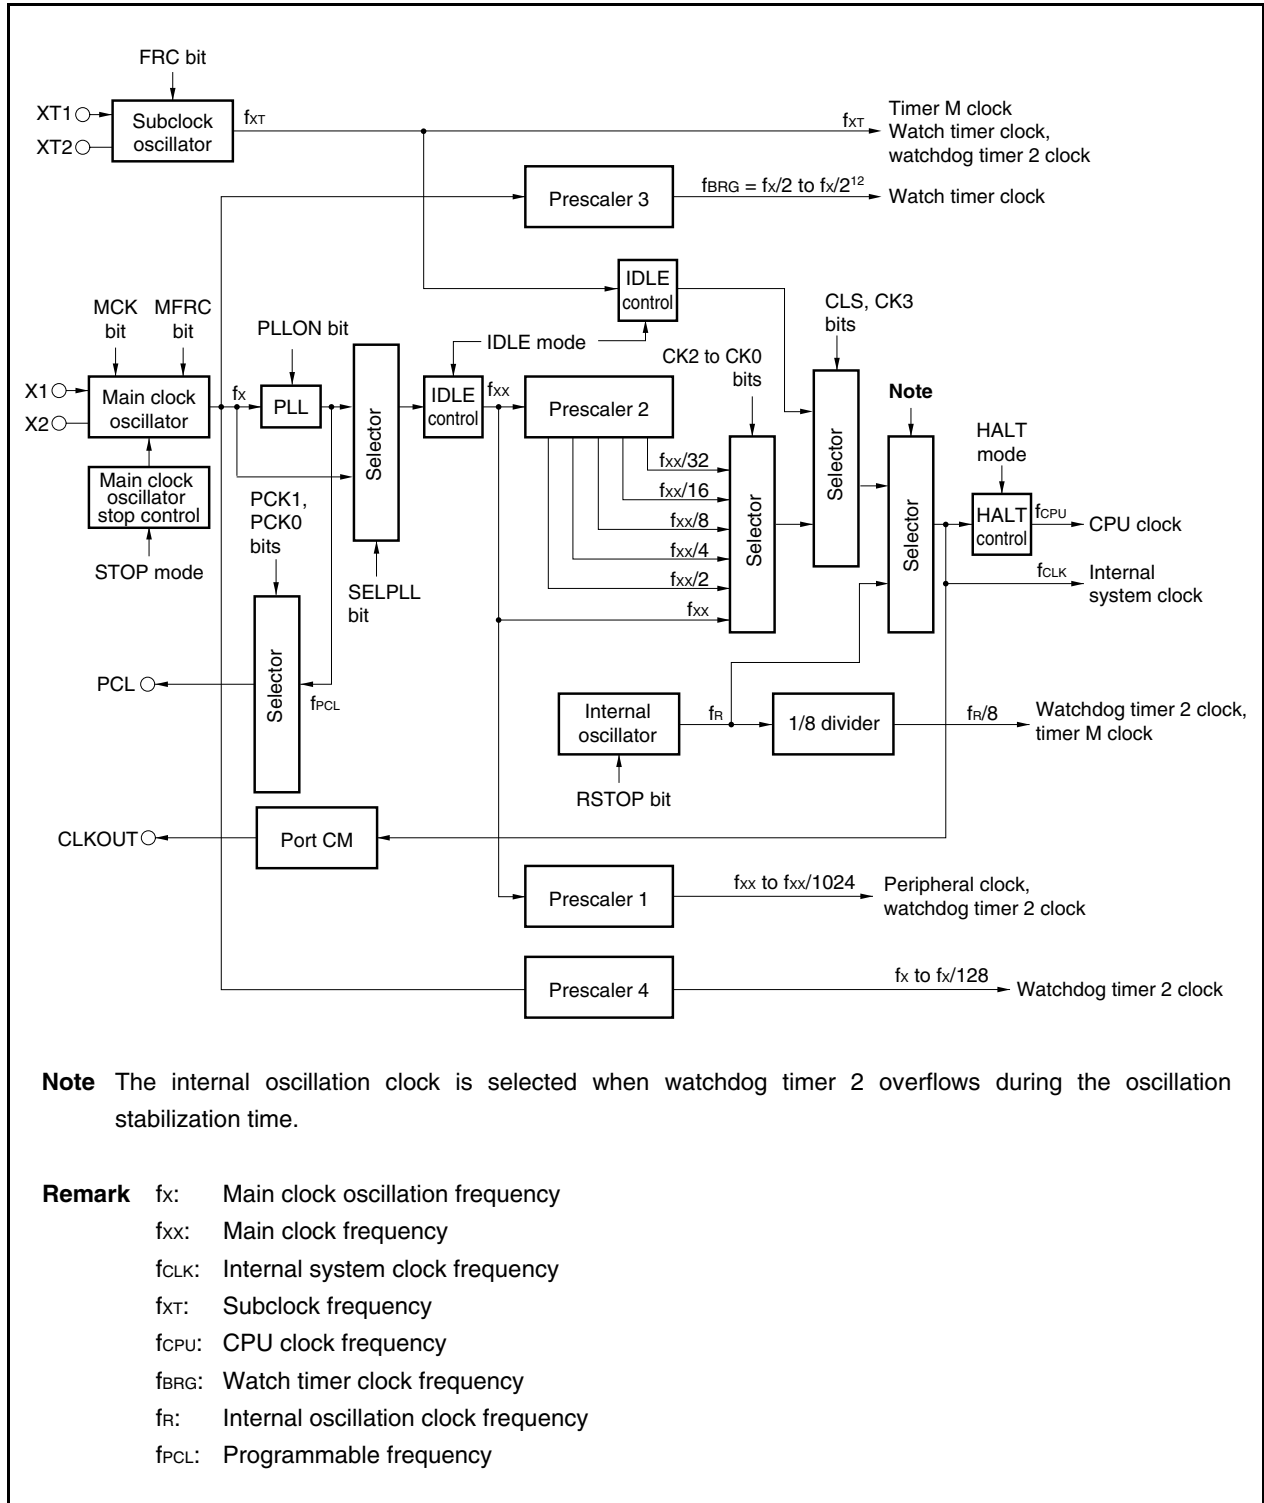 FRC bit
XT1
XT2
Subclock
oscillator
fXT
fXT
Timer M clock
Watch timer clock,
watchdog timer 2 clock
Prescaler 3
fBRG = fX/2 to fX/2¹²
Watch timer clock
IDLE
control
MCK
bit
MFRC
bit
PLLON bit
IDLE mode
CLS, CK3
bits
CK2 to CK0
bits
X1
X2
Main clock
oscillator
fX
PLL
Selector
IDLE
control
fXX
Prescaler 2
Note
Main clock
oscillator
stop control
STOP mode
PCK1,
PCK0
bits
SELPLL
bit
fXX/32
fXX/16
fXX/8
fXX/4
fXX/2
fXX
Selector
Selector
Selector
HALT
mode
HALT
control
fCPU
CPU clock
fCLK
Internal
system clock
PCL
Selector
fPCL
Internal
oscillator
fR
1/8 divider
fR/8
Watchdog timer 2 clock,
timer M clock
RSTOP bit
CLKOUT
Port CM
Prescaler 1
fXX to fXX/1024
Peripheral clock,
watchdog timer 2 clock
Prescaler 4
fX to fX/128
Watchdog timer 2 clock
Note The internal oscillation clock is selected when watchdog timer 2 overflows during the oscillation
stabilization time.
Remark fX: Main clock oscillation frequency
fXX: Main clock frequency
fCLK: Internal system clock frequency
fXT: Subclock frequency
fCPU: CPU clock frequency
fBRG: Watch timer clock frequency
fR: Internal oscillation clock frequency
fPCL: Programmable frequency